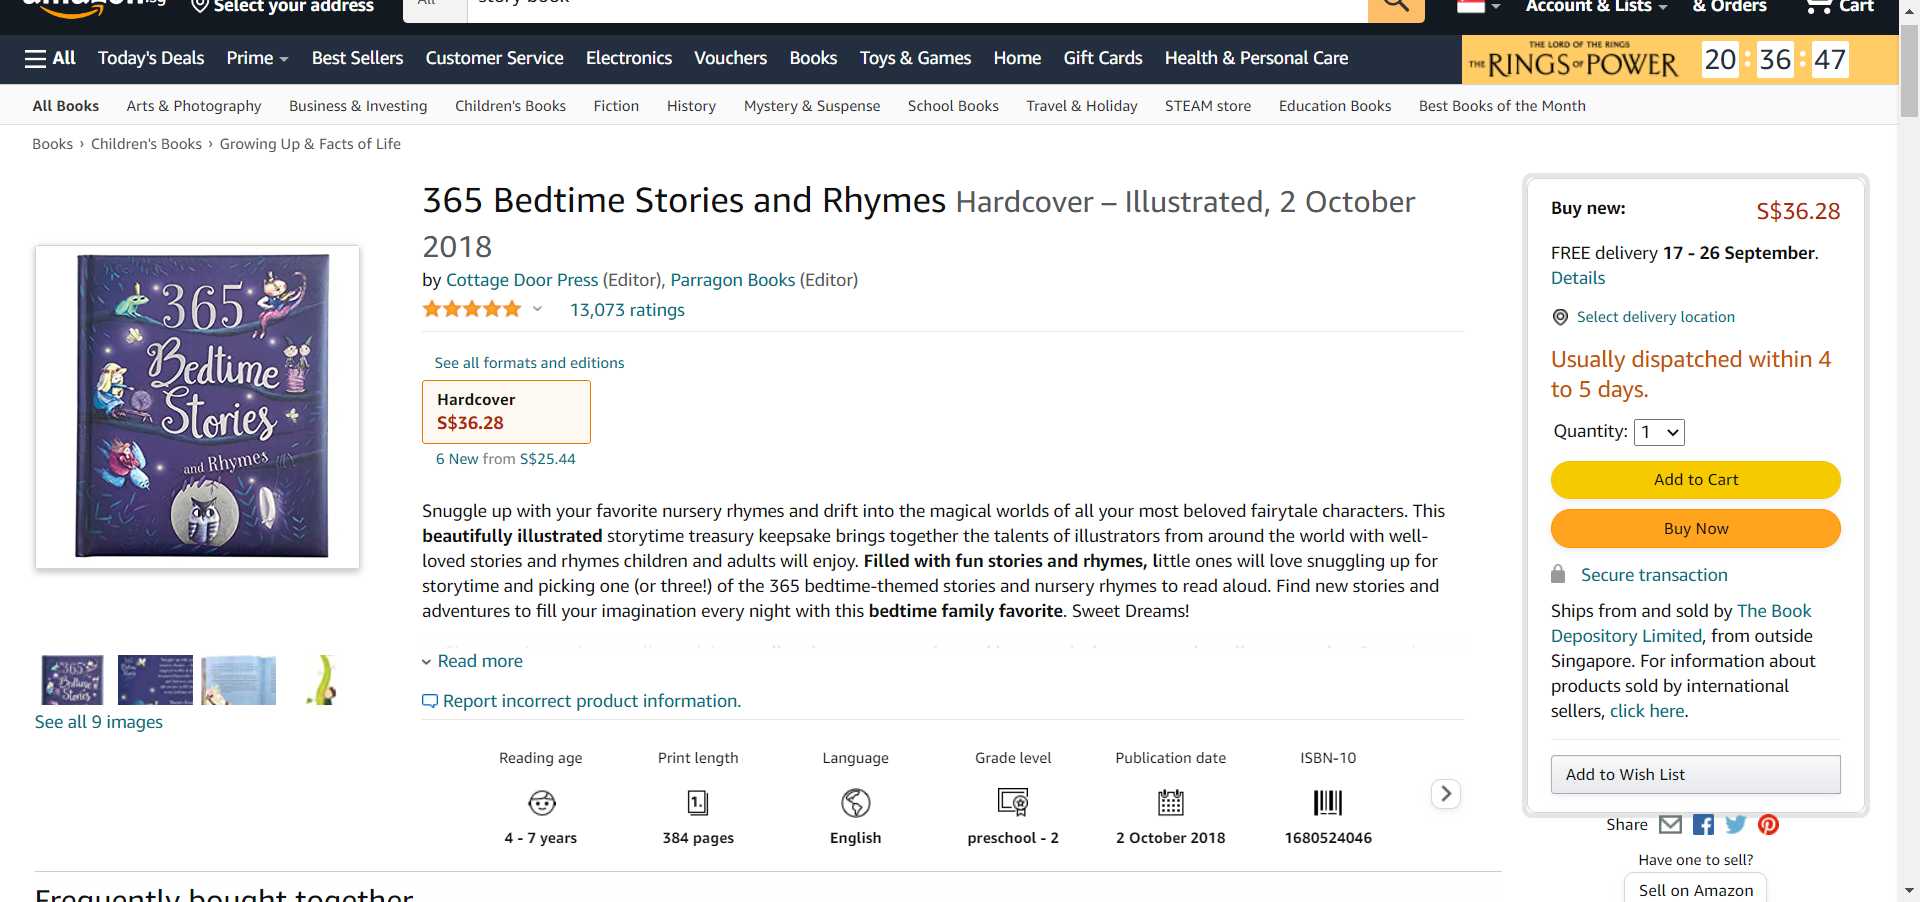 Select your address
All
& Orders
Account & Lists
Cart
All
Today's Deals
Prime
Best Sellers
Customer Service
Electronics
Vouchers
Books
Toys & Games
Home
Gift Cards
Health & Personal Care
THE LORD OF THE RINGS
THE RINGS OF POWER
20 : 36 : 47
All Books
Arts & Photography
Business & Investing
Children's Books
Fiction
History
Mystery & Suspense
School Books
Travel & Holiday
STEAM store
Education Books
Best Books of the Month
Books › Children's Books › Growing Up & Facts of Life
365
Bedtime
Stories
and Rhymes
See all 9 images
365 Bedtime Stories and Rhymes Hardcover – Illustrated, 2 October
2018
by Cottage Door Press (Editor), Parragon Books (Editor)
13,073 ratings
See all formats and editions
Hardcover
S$36.28
6 New from S$25.44
Snuggle up with your favorite nursery rhymes and drift into the magical worlds of all your most beloved fairytale characters. This
beautifully illustrated storytime treasury keepsake brings together the talents of illustrators from around the world with well-
loved stories and rhymes children and adults will enjoy. Filled with fun stories and rhymes, little ones will love snuggling up for
storytime and picking one (or three!) of the 365 bedtime-themed stories and nursery rhymes to read aloud. Find new stories and
adventures to fill your imagination every night with this bedtime family favorite. Sweet Dreams!
Read more
Report incorrect product information.
Reading age
4 - 7 years
Print length
1.
384 pages
Language
English
Grade level
preschool - 2
Publication date
2 October 2018
ISBN-10
1680524046
Frequently bought together
Buy new:
S$36.28
FREE delivery 17 - 26 September.
Details
Select delivery location
Usually dispatched within 4
to 5 days.
Quantity: 1
Add to Cart
Buy Now
Secure transaction
Ships from and sold by The Book
Depository Limited, from outside
Singapore. For information about
products sold by international
sellers, click here.
Add to Wish List
Share
Have one to sell?
Sell on Amazon